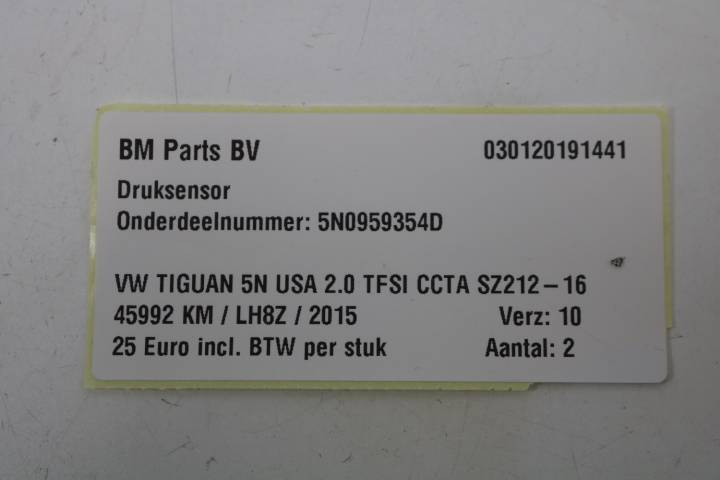 BM Parts BV 030120191441
Druksensor
Onderdeelnummer: 5N0959354D
VW TIGUAN 5N USA 2.0 TFSI CCTA SZ212-16
45992 KM / LH8Z / 2015 Verz: 10
25 Euro incl. BTW per stuk Aantal: 2